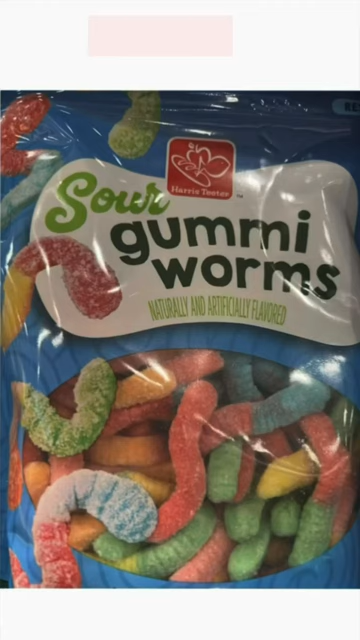 Harris Teeter
Sour
gummi
worms
NATURALLY AND ARTIFICIALLY FLAVORED